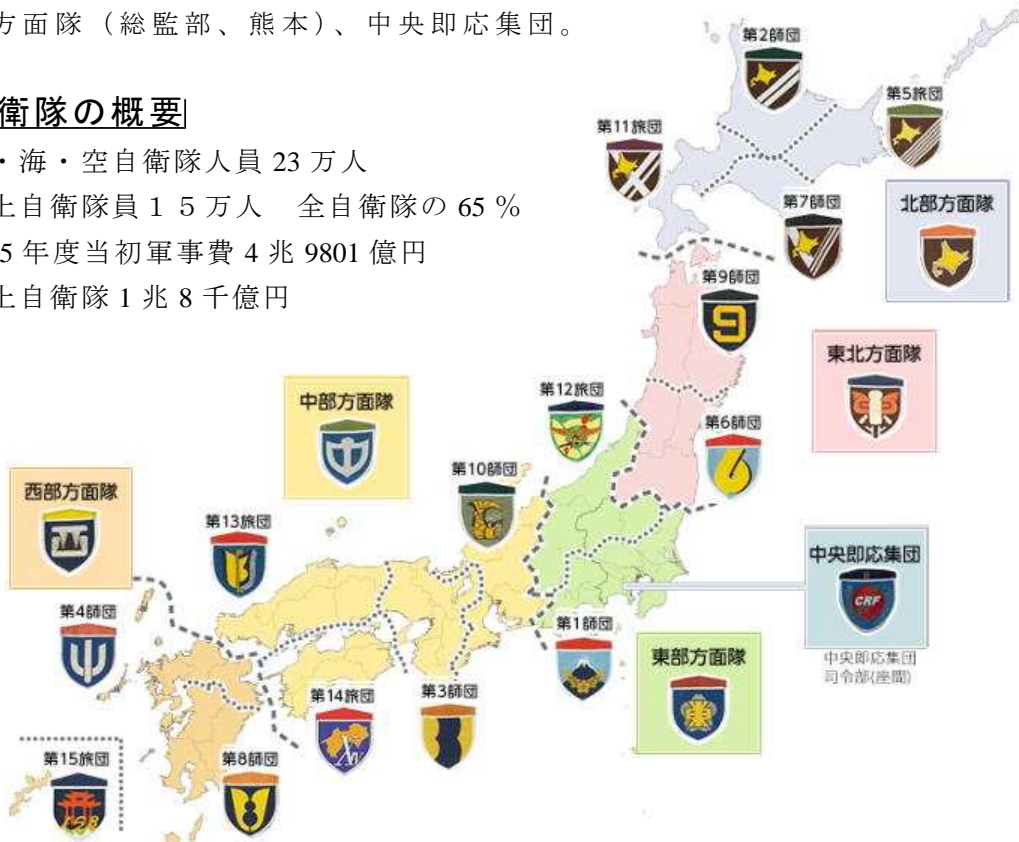 方面隊（総監部、熊本）、中央即応集団。
衛隊の概要
・海・空自衛隊人員 23 万人
上自衛隊員１５万人　全自衛隊の 65 %
5 年度当初軍事費 4 兆 9801 億円
上自衛隊 1 兆 8 千億円
第2師団
第5旅団
第11旅団
第7師団
北部方面隊
第9師団
9
東北方面隊
第12旅団
第6師団
中部方面隊
第10師団?
西部方面隊
第13旅団
中央即応集団
CRF
中央即応集団
司令部(座間)
第4師団
第1師団
東部方面隊
第14旅団
第3師団
第15旅団
第8師団